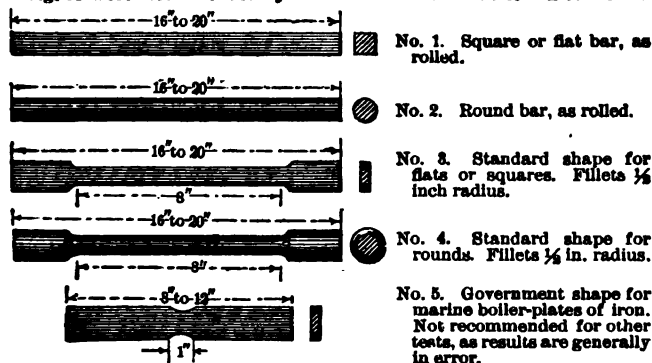 16″to 20″
No. 1. Square or flat bar, as
rolled.
16″to 20″
No. 2. Round bar, as rolled.
16″to 20″
No. 3. Standard shape for
flats or squares. Fillets ½
inch radius.
8″
16″to 20″
No. 4. Standard shape for
rounds. Fillets ½ in. radius.
8″
8″to 12″
No. 5. Government shape for
marine boiler-plates of iron.
Not recommended for other
tests, as results are generally
in error.
1″